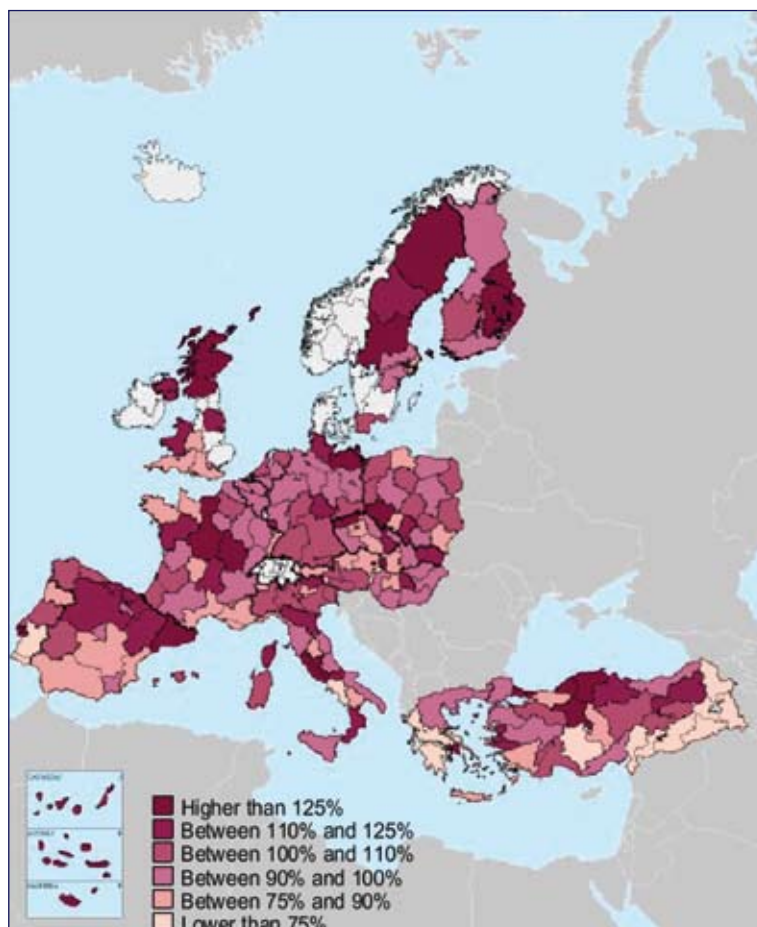 Higher than 125%
Between 110% and 125%
Between 100% and 110%
Between 90% and 100%
Between 75% and 90%
Lower than 75%